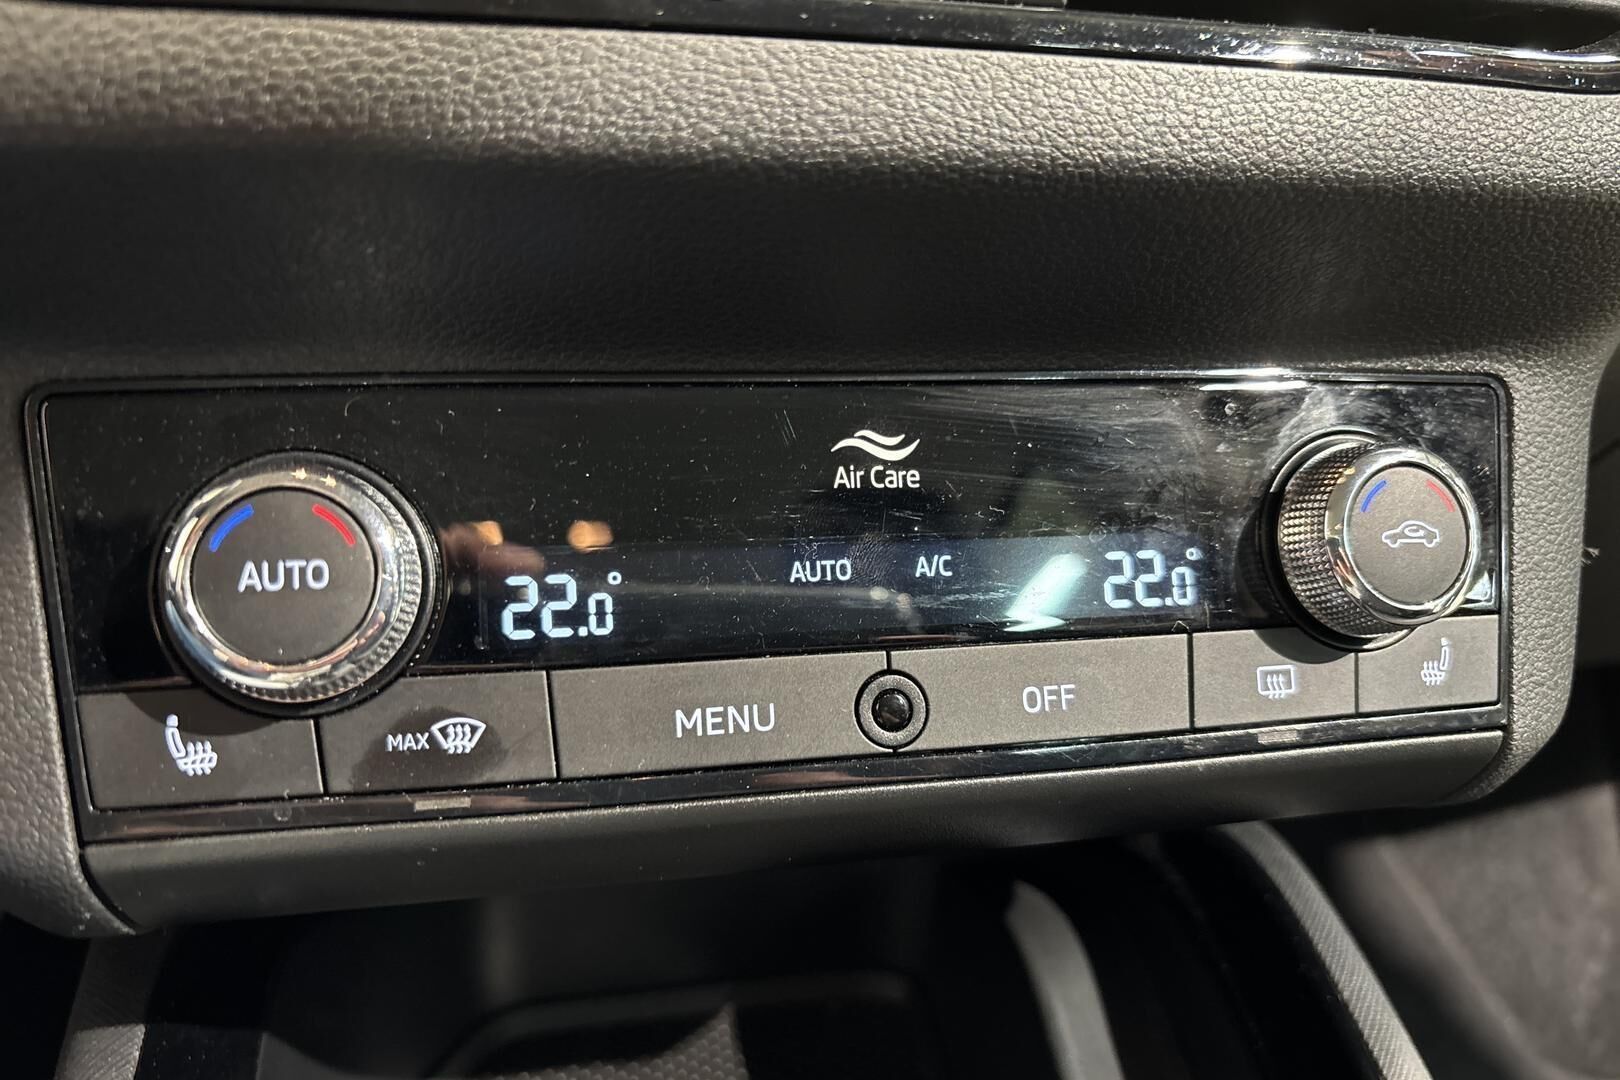 Air Care
AUTO
22.0°
AUTO
A/C
22.0°
MAX
MENU
OFF